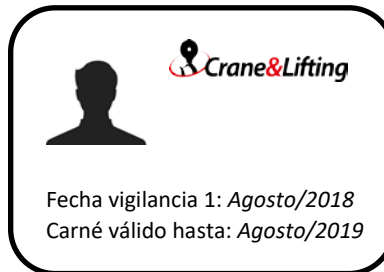 Crane&Lifting
Fecha vigilancia 1: Agosto/2018
Carné válido hasta: Agosto/2019